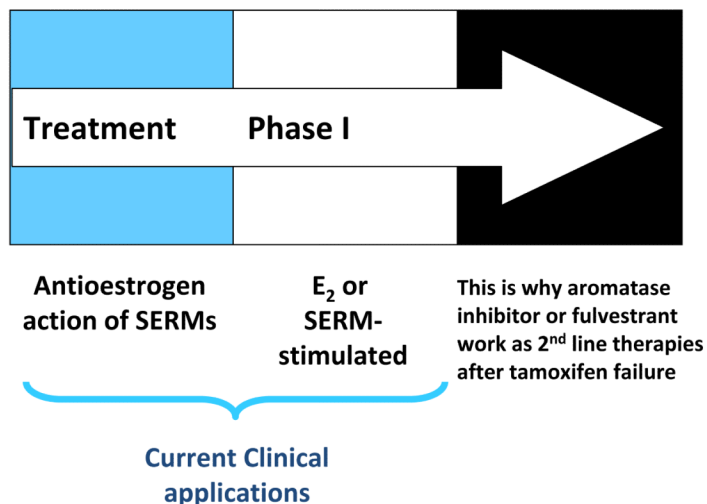 Treatment
Phase I
Antioestrogen
action of SERMs
E₂ or
SERM-
stimulated
This is why aromatase
inhibitor or fulvestrant
work as 2ⁿᵈ line therapies
after tamoxifen failure
Current Clinical
applications